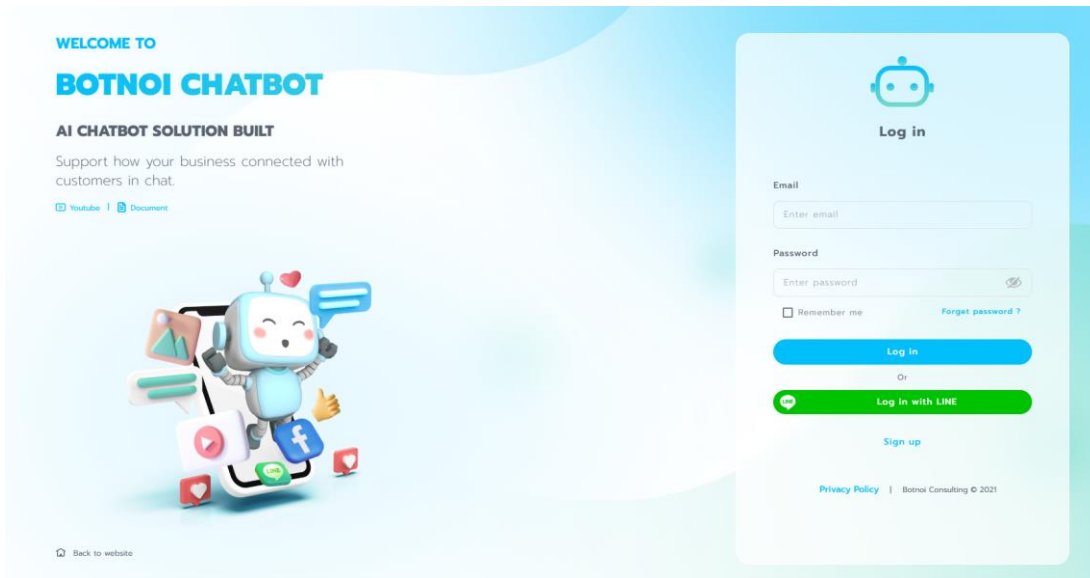 WELCOME TO
BOTNOI CHATBOT
AI CHATBOT SOLUTION BUILT
Support how your business connected with
customers in chat.
Youtube | Document
LINE
Back to website
Log in
Email
Enter email
Password
Enter password
Remember me
Forget password ?
Log in
Or
LINE
Log in with LINE
Sign up
Privacy Policy | Botnoi Consulting © 2021